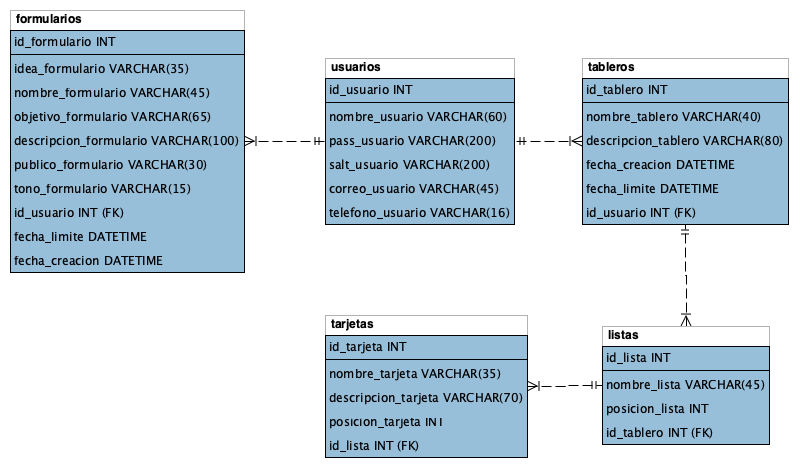 formularios
id_formulario INT
idea_formulario VARCHAR(35)
nombre_formulario VARCHAR(45)
objetivo_formulario VARCHAR(65)
descripcion_formulario VARCHAR(100)
publico_formulario VARCHAR(30)
tono_formulario VARCHAR(15)
id_usuario INT (FK)
fecha_limite DATETIME
fecha_creacion DATETIME
usuarios
id_usuario INT
nombre_usuario VARCHAR(60)
pass_usuario VARCHAR(200)
salt_usuario VARCHAR(200)
correo_usuario VARCHAR(45)
telefono_usuario VARCHAR(16)
tableros
id_tablero INT
nombre_tablero VARCHAR(40)
descripcion_tablero VARCHAR(80)
fecha_creacion DATETIME
fecha_limite DATETIME
id_usuario INT (FK)
tarjetas
id_tarjeta INT
nombre_tarjeta VARCHAR(35)
descripcion_tarjeta VARCHAR(70)
posicion_tarjeta INT
id_lista INT (FK)
listas
id_lista INT
nombre_lista VARCHAR(45)
posicion_lista INT
id_tablero INT (FK)